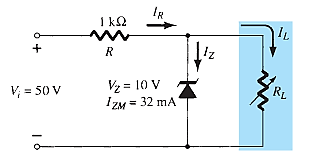 1 kΩ
I_R
+
R
I_Z
I_L
V_i = 50 V
V_Z = 10 V
I_ZM = 32 mA
R_L
−